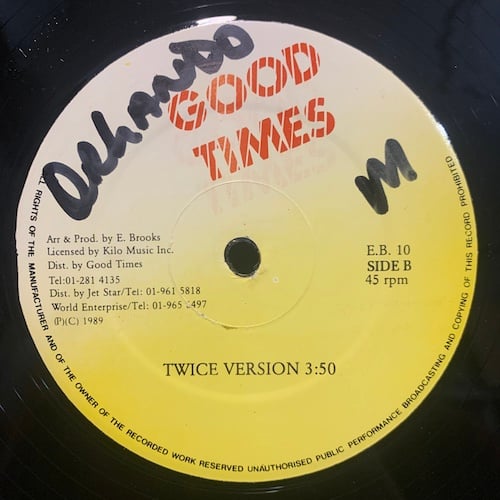 ORLANDO
GOOD
TIMES
M
Arr & Prod. by E. Brooks
Licensed by Kilo Music Inc.
Dist. by Good Times
Tel:01-281 4135
Dist. by Jet Star/Tel: 01-961 5818
World Enterprise/Tel: 01-965 497
(P)(C) 1989
E.B. 10
SIDE B
45 rpm
TWICE VERSION 3:50
ALL RIGHTS OF THE MANUFACTURER AND OF THE OWNER OF THE RECORDED WORK RESERVED UNAUTHORISED PUBLIC PERFORMANCE BROADCASTING AND COPYING OF THIS RECORD PROHIBITED